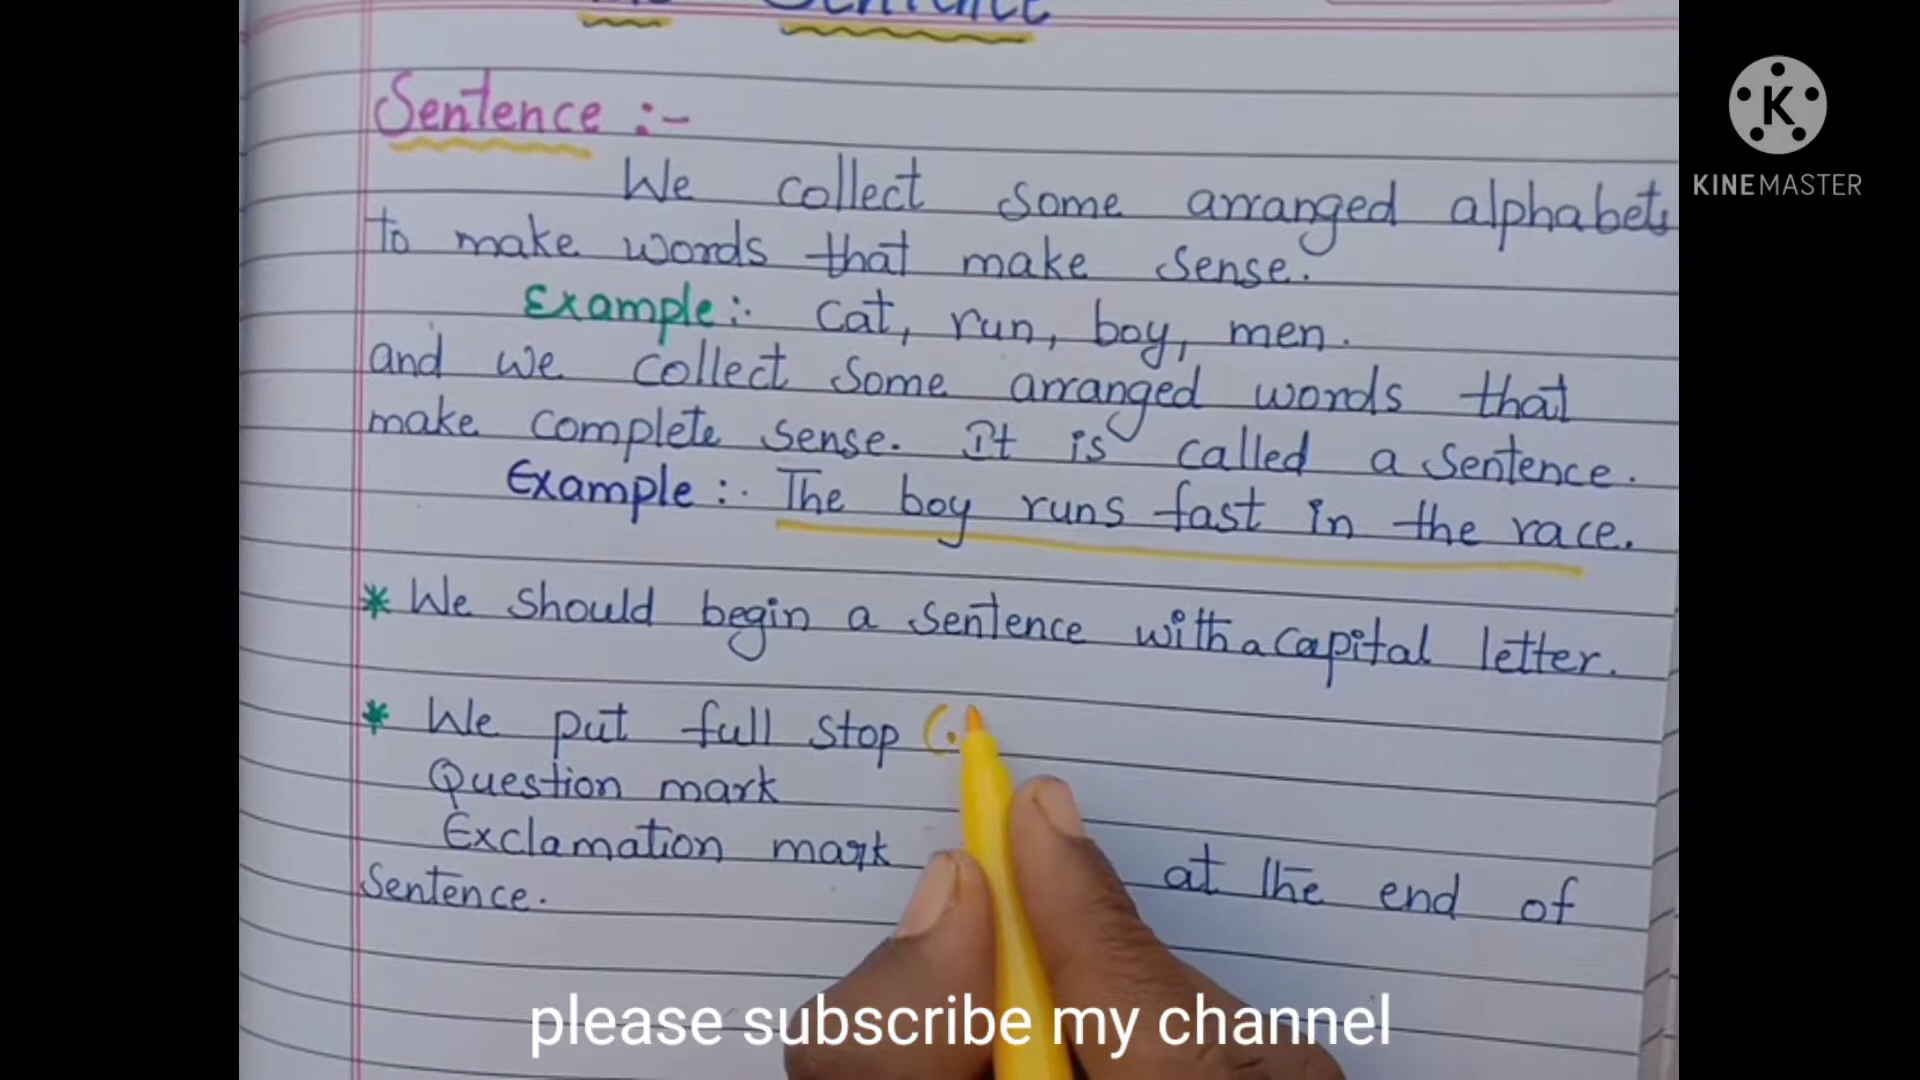 Sentence
Sentence :-
We collect some arranged alphabets
to make words that make sense.
Example :- cat, run, boy, men.
and we collect some arranged words that
make complete sense. It is called a sentence.
Example :- The boy runs fast in the race.
* We should begin a sentence with a capital letter.
* We put full stop (.
Question mark
Exclamation mark at the end of
Sentence.
please subscribe my channel
K
KINEMASTER